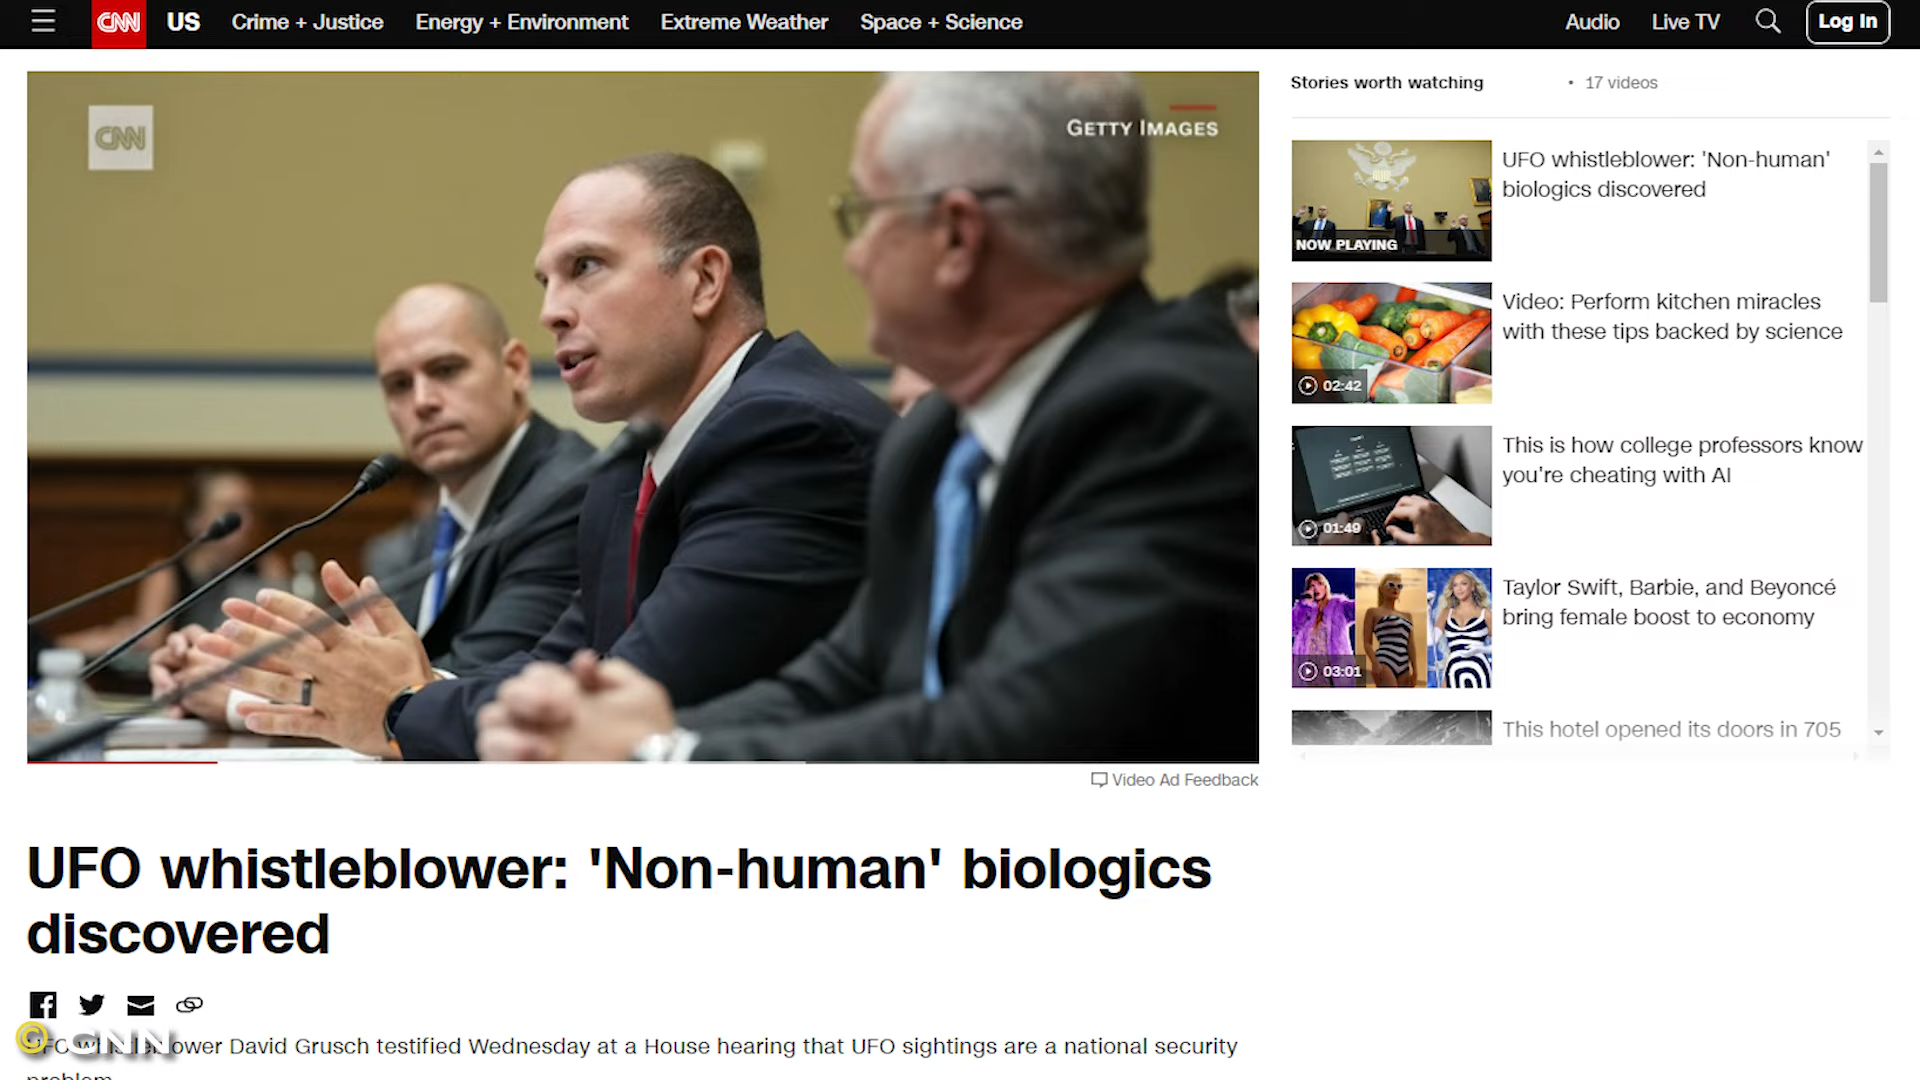 CNN US Crime + Justice Energy + Environment Extreme Weather Space + Science Audio Live TV Log In
CNN
GETTY IMAGES
Stories worth watching • 17 videos
UFO whistleblower: 'Non-human'
biologics discovered
NOW PLAYING
Video: Perform kitchen miracles
with these tips backed by science
02:42
This is how college professors know
you're cheating with AI
01:49
Taylor Swift, Barbie, and Beyoncé
bring female boost to economy
03:01
This hotel opened its doors in 705
Video Ad Feedback
UFO whistleblower: 'Non-human' biologics
discovered
© CNN
UFO whistleblower David Grusch testified Wednesday at a House hearing that UFO sightings are a national security
problem.